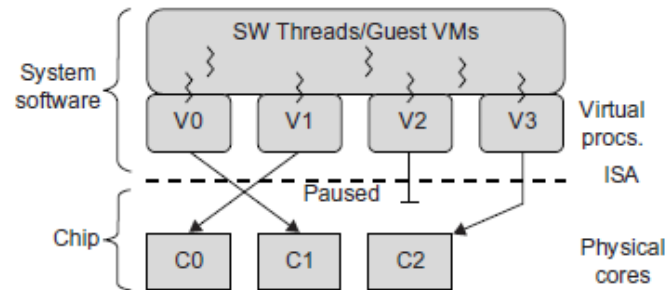 SW Threads/Guest VMs
System
software
V0 V1 V2 V3
Virtual
procs.
ISA
Paused
Chip
C0 C1 C2
Physical
cores